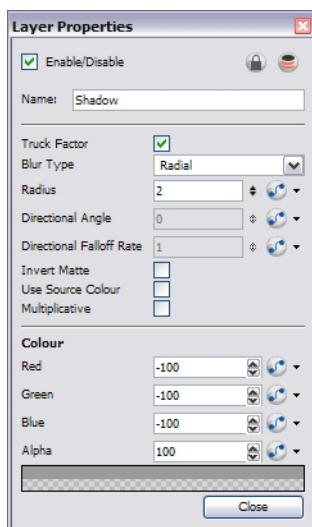 Layer Properties
Enable/Disable
Name: Shadow
Truck Factor
Blur Type Radial
Radius 2
Directional Angle 0
Directional Falloff Rate 1
Invert Matte
Use Source Colour
Multiplicative
Colour
Red -100
Green -100
Blue -100
Alpha 100
Close